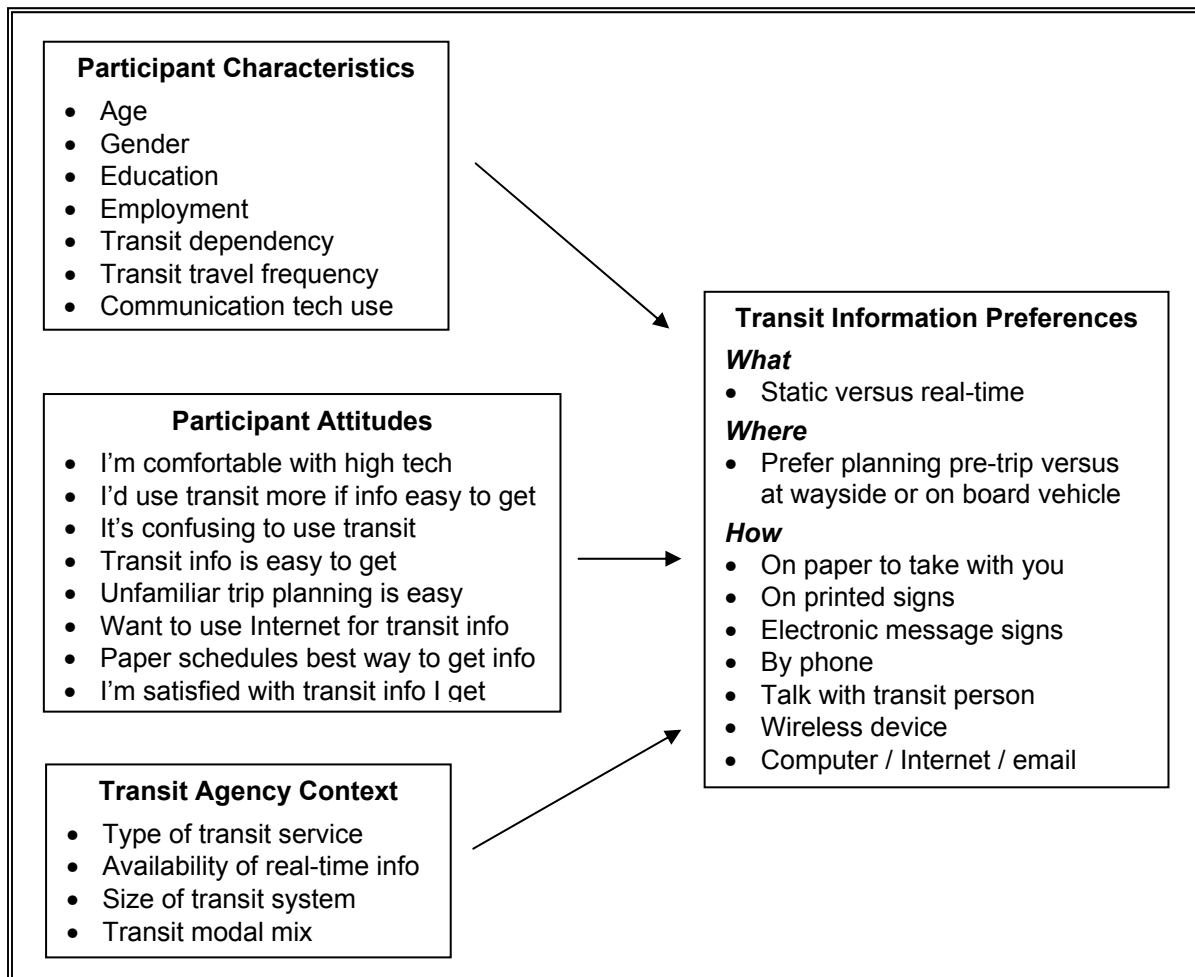 Participant Characteristics
• Age
• Gender
• Education
• Employment
• Transit dependency
• Transit travel frequency
• Communication tech use
Participant Attitudes
• I’m comfortable with high tech
• I’d use transit more if info easy to get
• It’s confusing to use transit
• Transit info is easy to get
• Unfamiliar trip planning is easy
• Want to use Internet for transit info
• Paper schedules best way to get info
• I’m satisfied with transit info I get
Transit Agency Context
• Type of transit service
• Availability of real-time info
• Size of transit system
• Transit modal mix
Transit Information Preferences
What
• Static versus real-time
Where
• Prefer planning pre-trip versus
at wayside or on board vehicle
How
• On paper to take with you
• On printed signs
• Electronic message signs
• By phone
• Talk with transit person
• Wireless device
• Computer / Internet / email